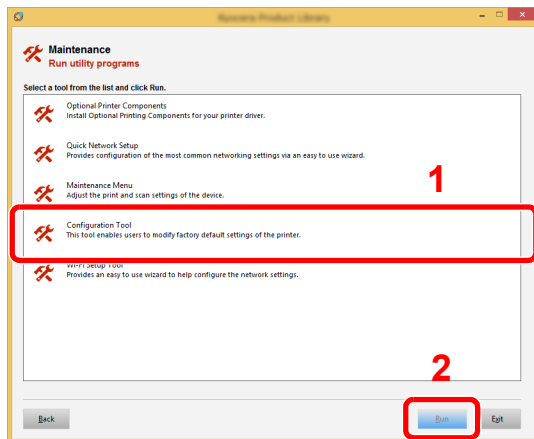 Kyocera Product Library
Maintenance
Run utility programs
Select a tool from the list and click Run.
Optional Printer Components
Install Optional Printing Components for your printer driver.
Quick Network Setup
Provides configuration of the most common networking settings via an easy to use wizard.
Maintenance Menu
Adjust the print and scan settings of the device.
1
Configuration Tool
This tool enables users to modify factory default settings of the printer.
Wi-Fi Setup Tool
Provides an easy to use wizard to help configure the network settings.
2
Back
Run
Exit